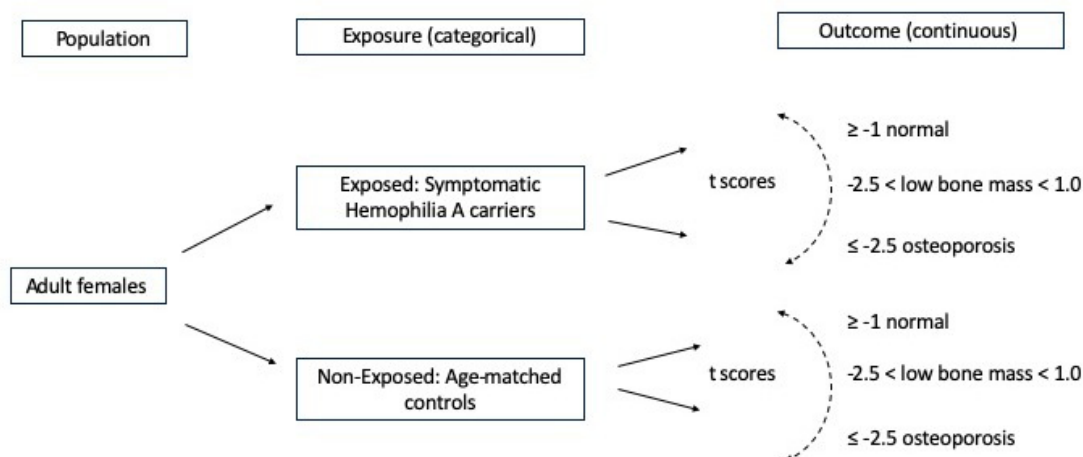 Population
Exposure (categorical)
Outcome (continuous)
Adult females
Exposed: Symptomatic
Hemophilia A carriers
t scores
≥ -1 normal
-2.5 < low bone mass < 1.0
≤ -2.5 osteoporosis
Non-Exposed: Age-matched
controls
t scores
≥ -1 normal
-2.5 < low bone mass < 1.0
≤ -2.5 osteoporosis